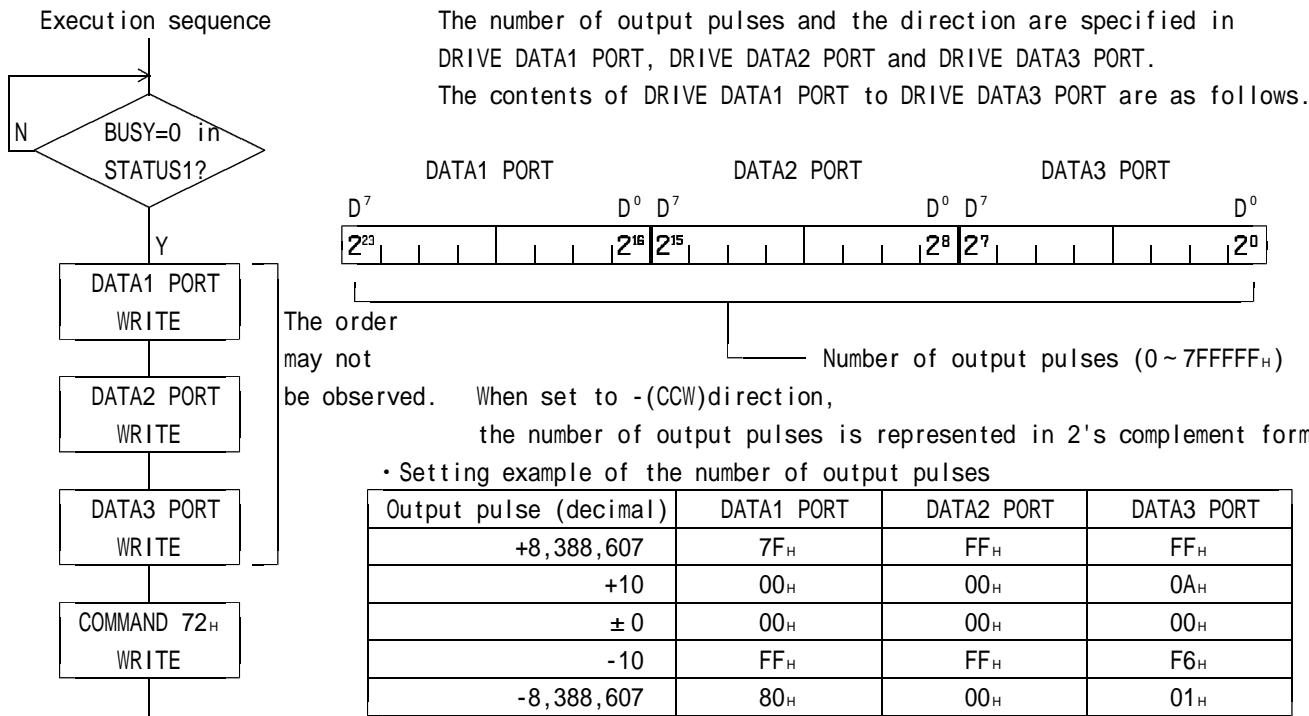 Execution sequence
The number of output pulses and the direction are specified in
DRIVE DATA1 PORT, DRIVE DATA2 PORT and DRIVE DATA3 PORT.
The contents of DRIVE DATA1 PORT to DRIVE DATA3 PORT are as follows.
N
BUSY=0 in
STATUS1?
Y
DATA1 PORT DATA2 PORT DATA3 PORT
D⁷ D⁰ D⁷ D⁰ D⁷ D⁰
2²³ 2¹⁶ 2¹⁵ 2⁸ 2⁷ 2⁰
Number of output pulses (0~7FFFFFH)
DATA1 PORT
WRITE
DATA2 PORT
WRITE
DATA3 PORT
WRITE
COMMAND 72H
WRITE
The order
may not
be observed.
When set to -(CCW)direction,
the number of output pulses is represented in 2's complement form
・Setting example of the number of output pulses
Output pulse (decimal) DATA1 PORT DATA2 PORT DATA3 PORT
+8,388,607 7FH FFH FFH
+10 00H 00H 0AH
±0 00H 00H 00H
-10 FFH FFH F6H
-8,388,607 80H 00H 01H